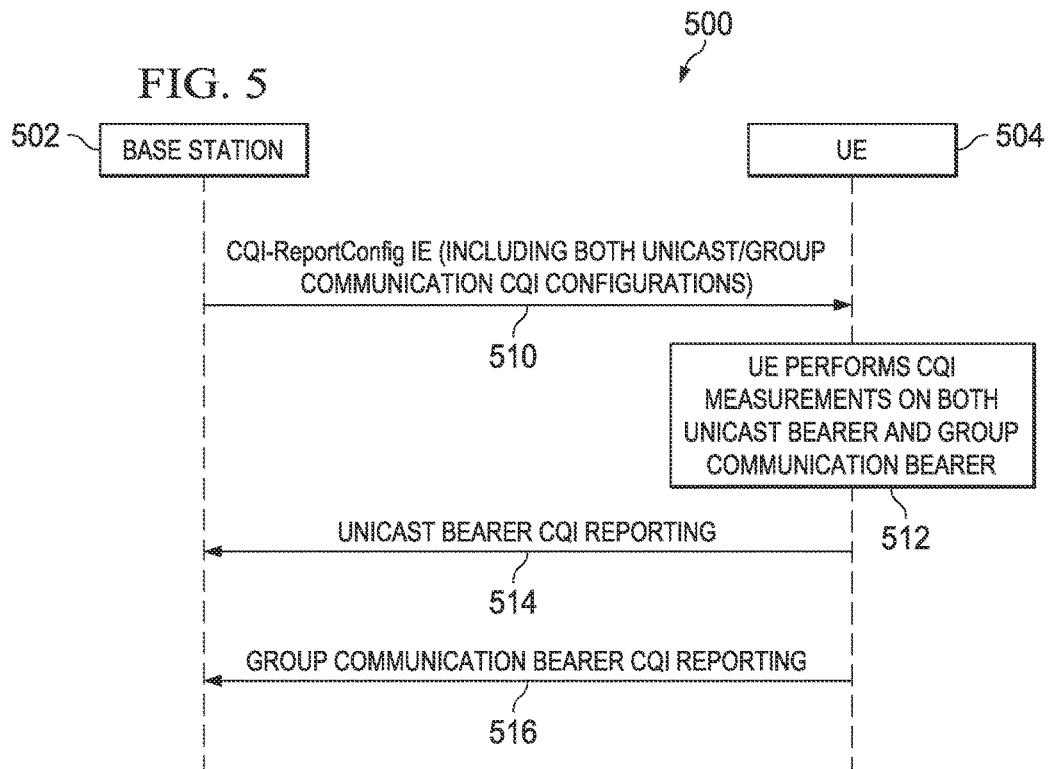 500
FIG. 5
502
BASE STATION
UE
504
CQI-ReportConfig IE (INCLUDING BOTH UNICAST/GROUP
COMMUNICATION CQI CONFIGURATIONS)
510
UE PERFORMS CQI
MEASUREMENTS ON BOTH
UNICAST BEARER AND GROUP
COMMUNICATION BEARER
512
UNICAST BEARER CQI REPORTING
514
GROUP COMMUNICATION BEARER CQI REPORTING
516